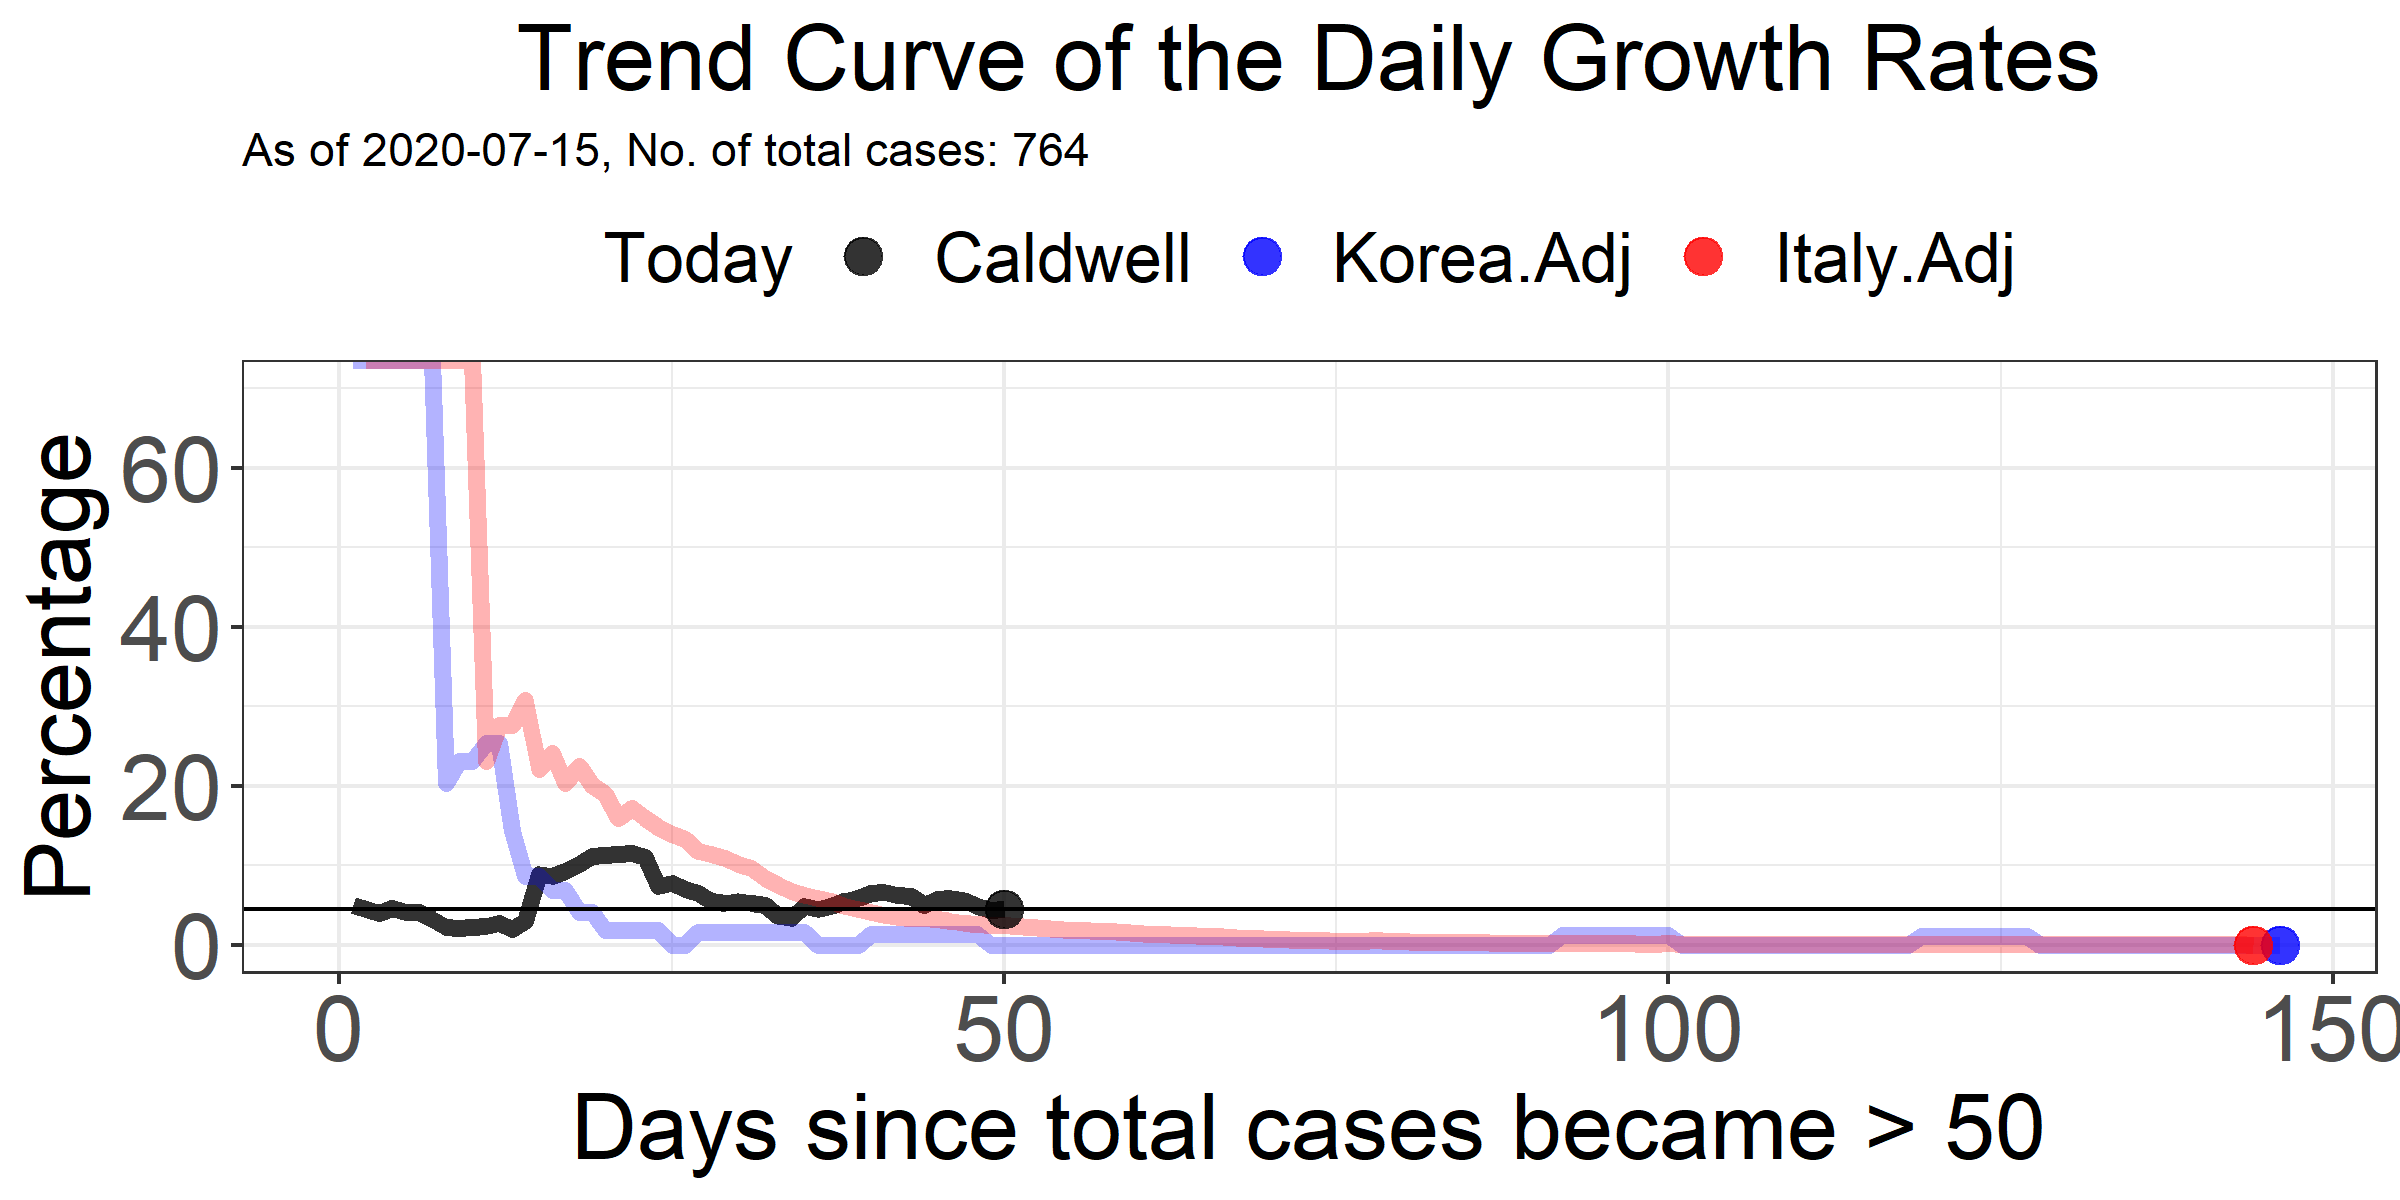 Trend Curve of the Daily Growth Rates
As of 2020-07-15, No. of total cases: 764
Today Caldwell Korea.Adj Italy.Adj
Percentage
60
40
20
0
0 50 100 150
Days since total cases became > 50